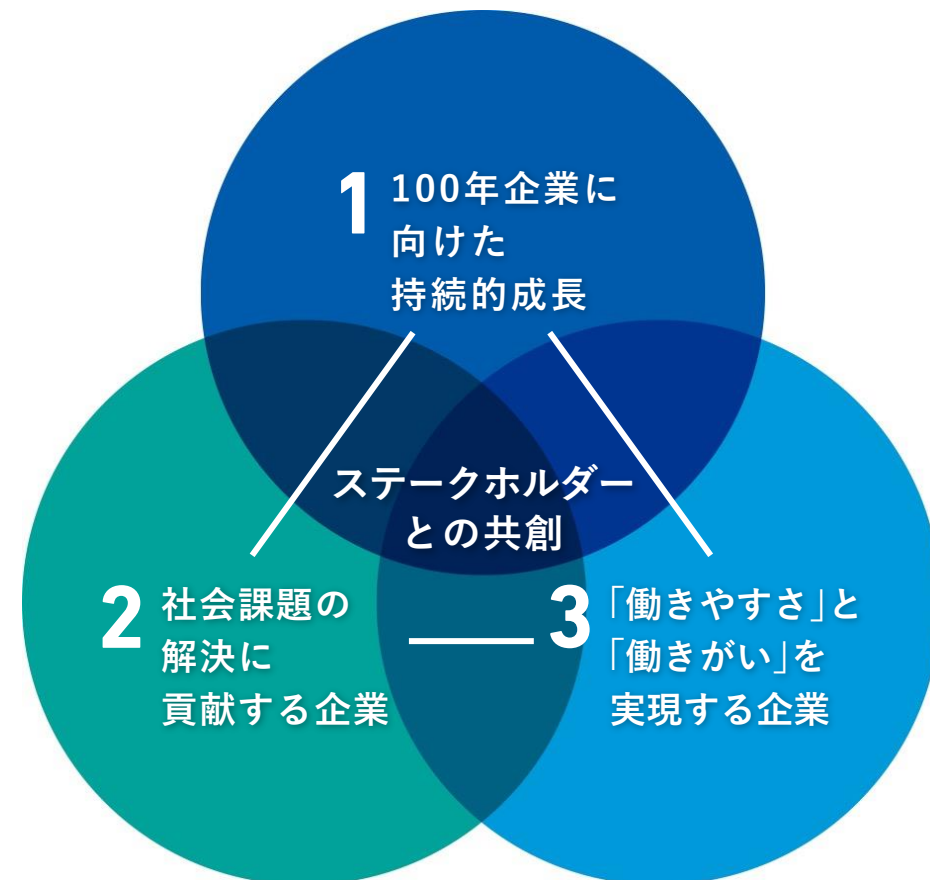 1 100年企業に
向けた
持続的成長
ステークホルダー
との共創
2 社会課題の
解決に
貢献する企業
3 「働きやすさ」と
「働きがい」を
実現する企業